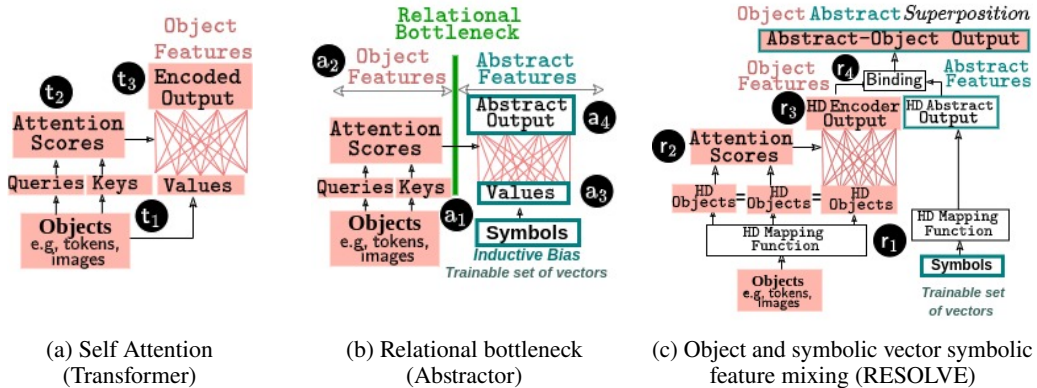 Object
Features
t3
Encoded
Output
t2
Attention
Scores
Queries
Keys
Values
t1
Objects
e.g, tokens,
images
(a) Self Attention
(Transformer)
Relational
Bottleneck
a2
Object
Features
Abstract
Features
Abstract
Output
a4
Attention
Scores
Queries
Keys
Values
a3
a1
Objects
e.g, tokens,
images
Symbols
Inductive Bias
Trainable set of vectors
(b) Relational bottleneck
(Abstractor)
Object Abstract Superposition
Abstract-Object Output
Object
Features
r4
Binding
Abstract
Features
r3
HD Encoder
Output
HD Abstract
Output
r2
Attention
Scores
HD
Objects
=
HD
Objects
=
HD
Objects
HD Mapping
Function
r1
HD Mapping
Function
Objects
e.g, tokens,
images
Symbols
Trainable set
of vectors
(c) Object and symbolic vector symbolic
feature mixing (RESOLVE)